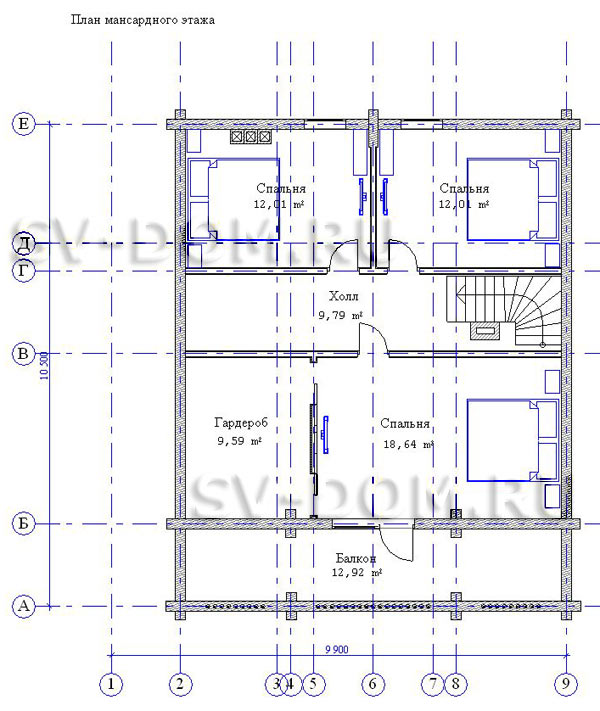 План мансардного этажа
Е
Спальня
12,01 m²
Спальня
12,01 m²
SV-DOM.RU
Д
Г
Холл
9,79 m²
В
10 500
Гардероб
9,59 m²
Спальня
18,64 m²
SV-DOM.RU
Б
Балкон
12,92 m²
А
9 900
1
2
3
4
5
6
7
8
9